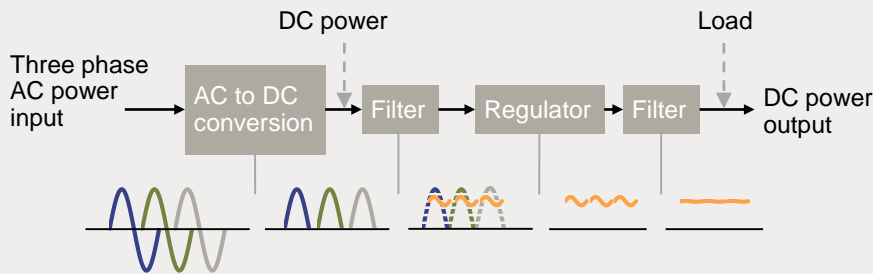 DC power
Load
Three phase
AC power
input
AC to DC
conversion
Filter
Regulator
Filter
DC power
output